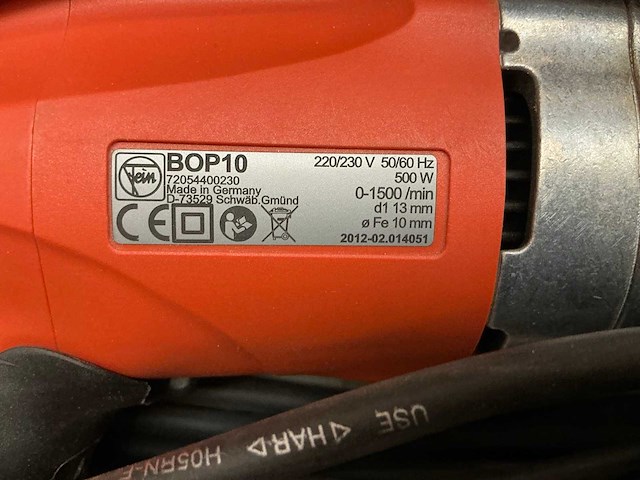 Fein
BOP10
72054400230
Made in Germany
D-73529 Schwäb.Gmünd
CE
220/230 V 50/60 Hz
500 W
0-1500 /min
d1 13 mm
ø Fe 10 mm
2012-02.014051
H05RN-F ◁HAR▷ USE